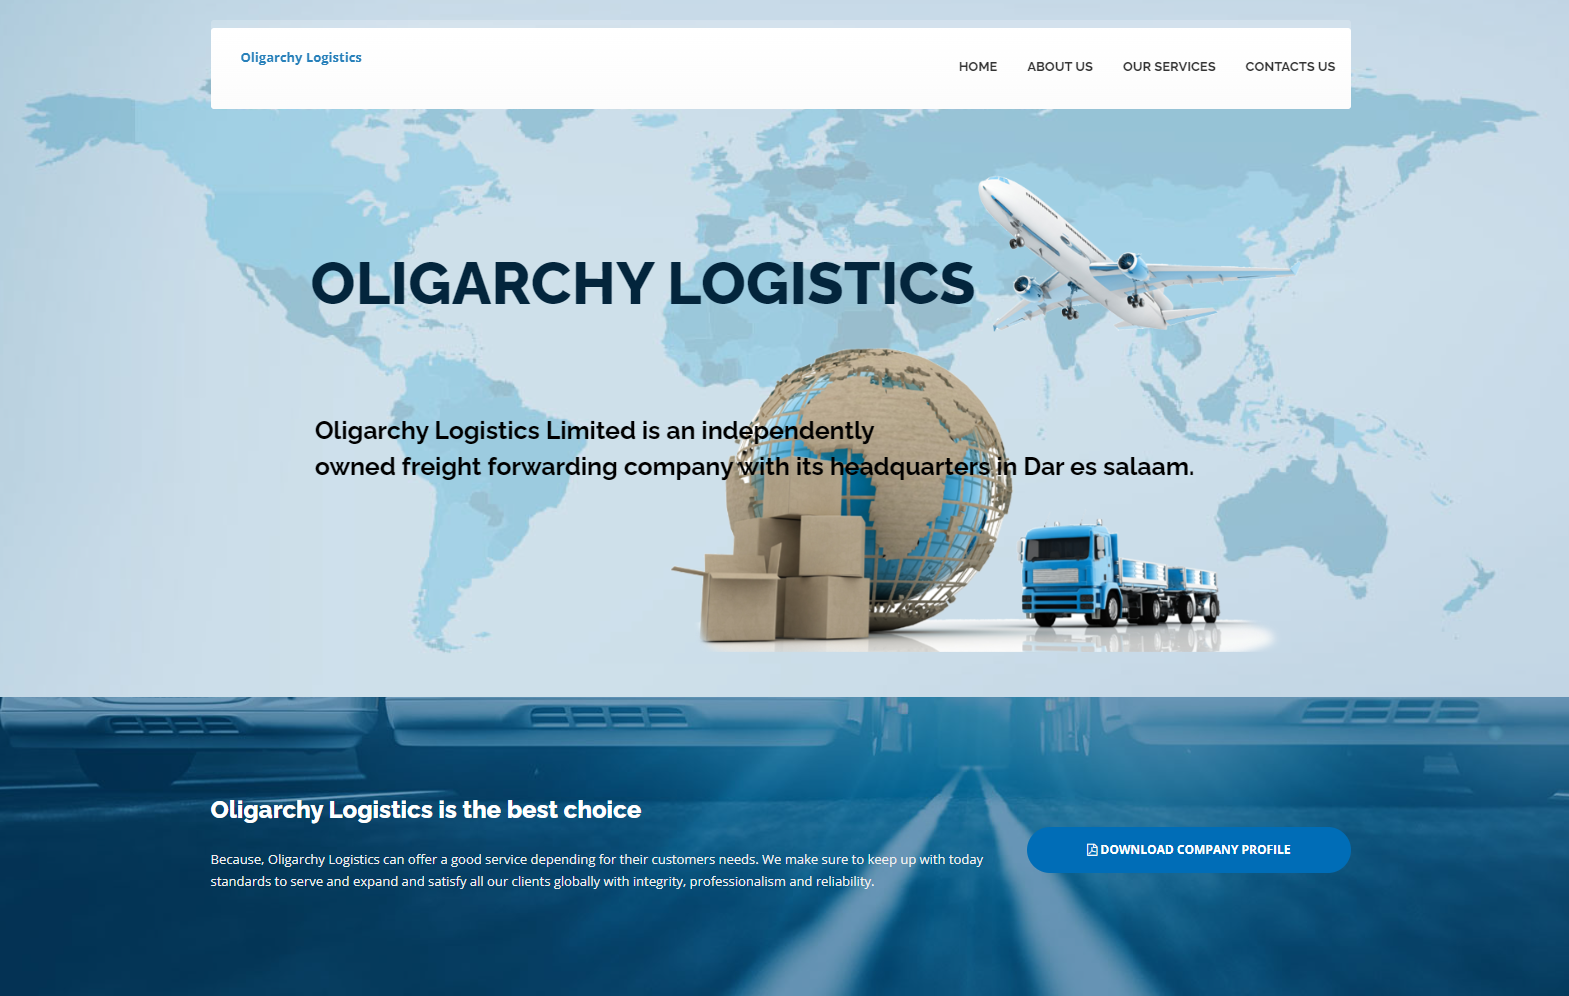 Oligarchy Logistics
HOME ABOUT US OUR SERVICES CONTACTS US
OLIGARCHY LOGISTICS
Oligarchy Logistics Limited is an independently
owned freight forwarding company with its headquarters in Dar es salaam.
Oligarchy Logistics is the best choice
Because, Oligarchy Logistics can offer a good service depending for their customers needs. We make sure to keep up with today
standards to serve and expand and satisfy all our clients globally with integrity, professionalism and reliability.
DOWNLOAD COMPANY PROFILE